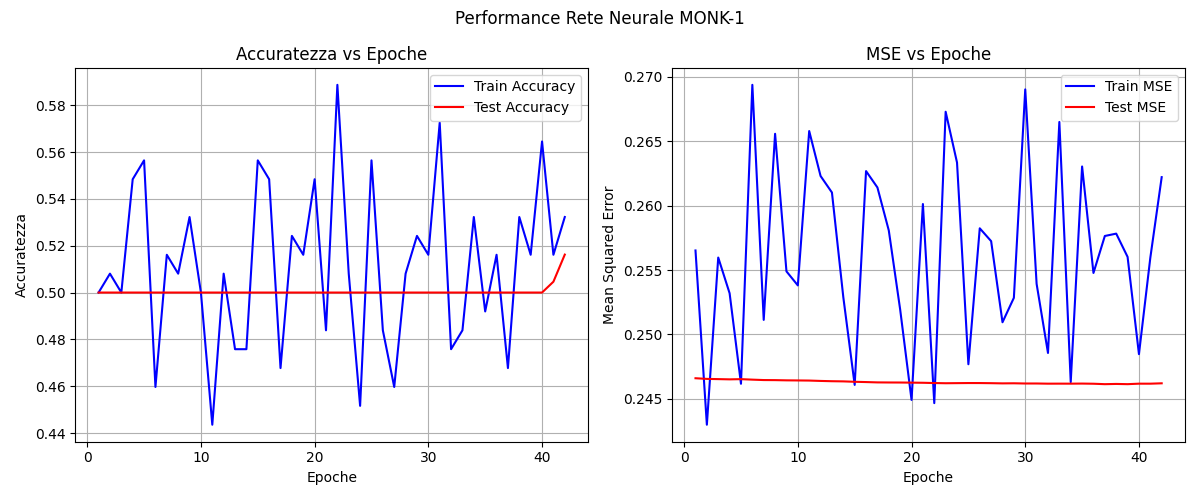 Performance Rete Neurale MONK-1
Accuratezza vs Epoche
Accuratezza
0.58
0.56
0.54
0.52
0.50
0.48
0.46
0.44
0
10
20
30
40
Epoche
Train Accuracy
Test Accuracy
MSE vs Epoche
Mean Squared Error
0.270
0.265
0.260
0.255
0.250
0.245
0
10
20
30
40
Epoche
Train MSE
Test MSE